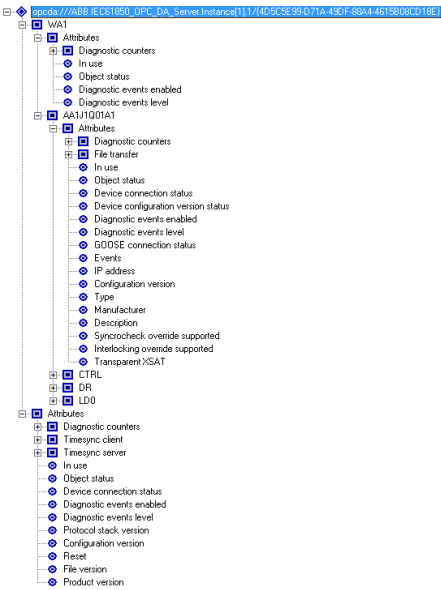 opcda:///ABB.IEC61850_OPC_DA_Server.Instance[1].1/{4D5C5E99-D71A-49DF-88A4-4615B08CD18E}
WA1
Attributes
Diagnostic counters
In use
Object status
Diagnostic events enabled
Diagnostic events level
AA1J1Q01A1
Attributes
Diagnostic counters
File transfer
In use
Object status
Device connection status
Device configuration version status
Diagnostic events enabled
Diagnostic events level
GOOSE connection status
Events
IP address
Configuration version
Type
Manufacturer
Description
Syncrocheck override supported
Interlocking override supported
Transparent XSAT
CTRL
DR
LD0
Attributes
Diagnostic counters
Timesync client
Timesync server
In use
Object status
Device connection status
Diagnostic events enabled
Diagnostic events level
Protocol stack version
Configuration version
Reset
File version
Product version